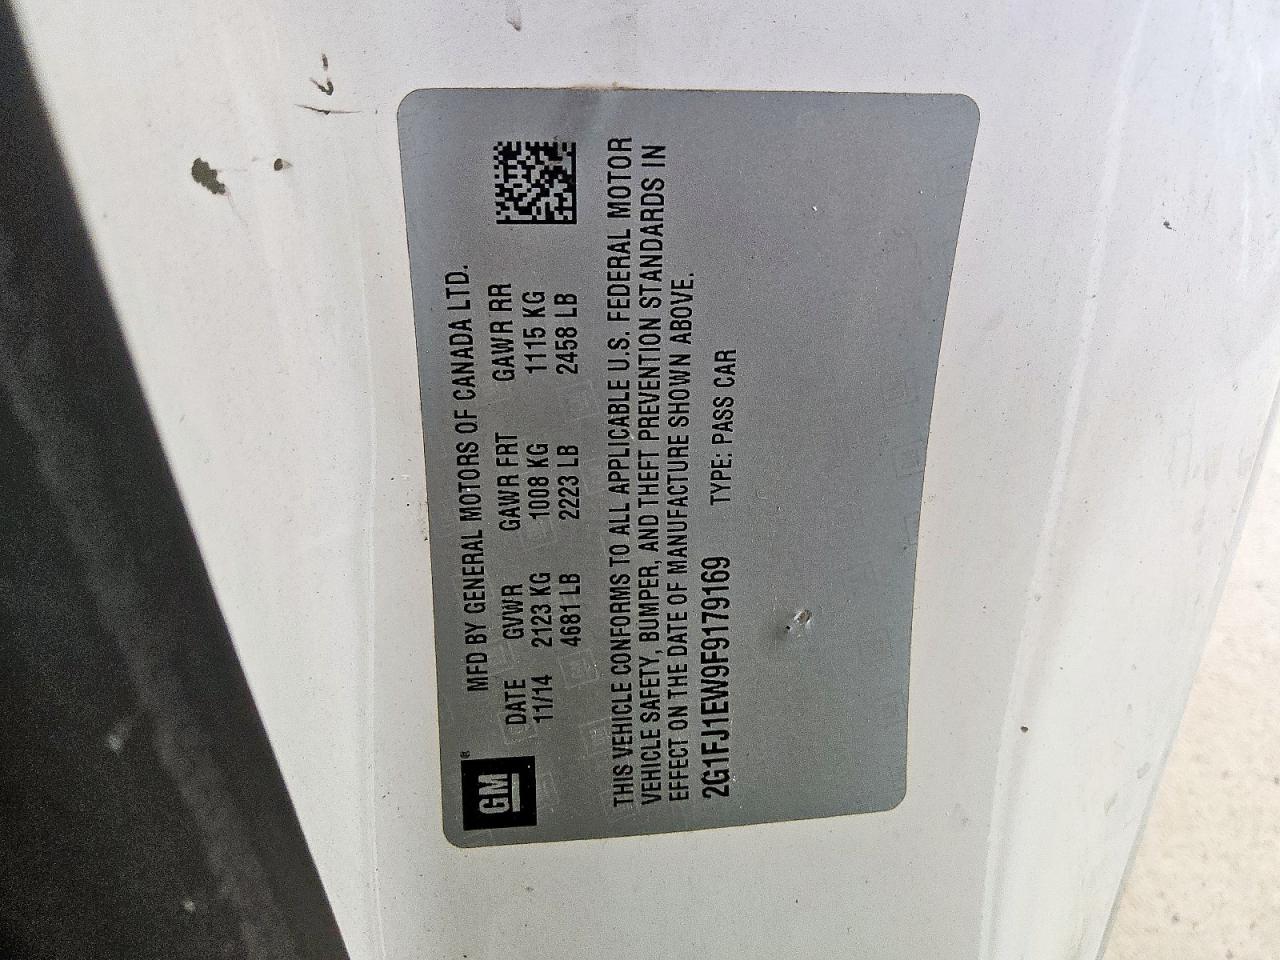 GM®
MFD BY GENERAL MOTORS OF CANADA LTD.
DATE GVWR GAWR FRT GAWR RR
11/14 2123 KG 1008 KG 1115 KG
4681 LB 2223 LB 2458 LB
THIS VEHICLE CONFORMS TO ALL APPLICABLE U.S. FEDERAL MOTOR
VEHICLE SAFETY, BUMPER, AND THEFT PREVENTION STANDARDS IN
EFFECT ON THE DATE OF MANUFACTURE SHOWN ABOVE.
2G1FJ1EW9F9179169 TYPE: PASS CAR